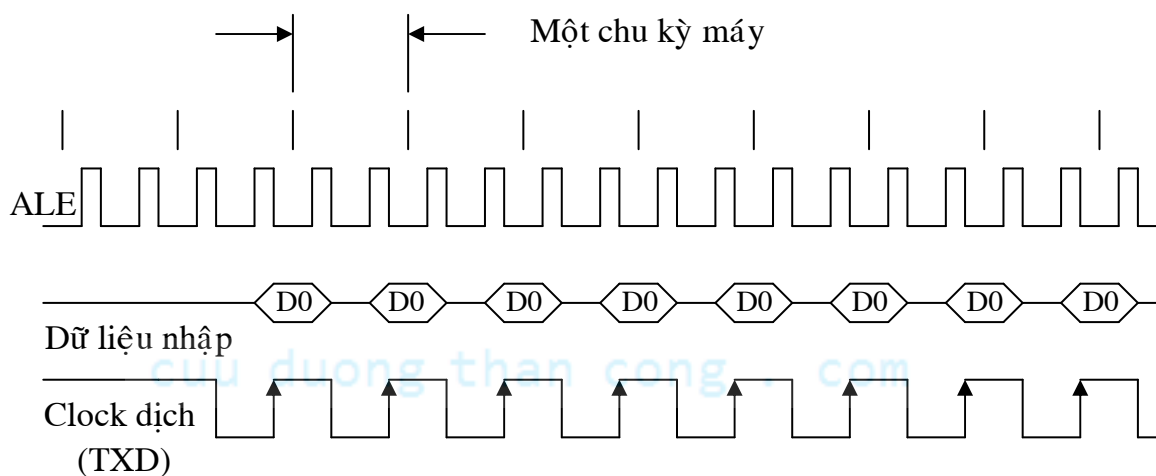 Một chu kỳ máy
ALE
D0 D0 D0 D0 D0 D0 D0 D0
Dữ liệu nhập
cuu duong than cong . com
Clock dịch
(TXD)